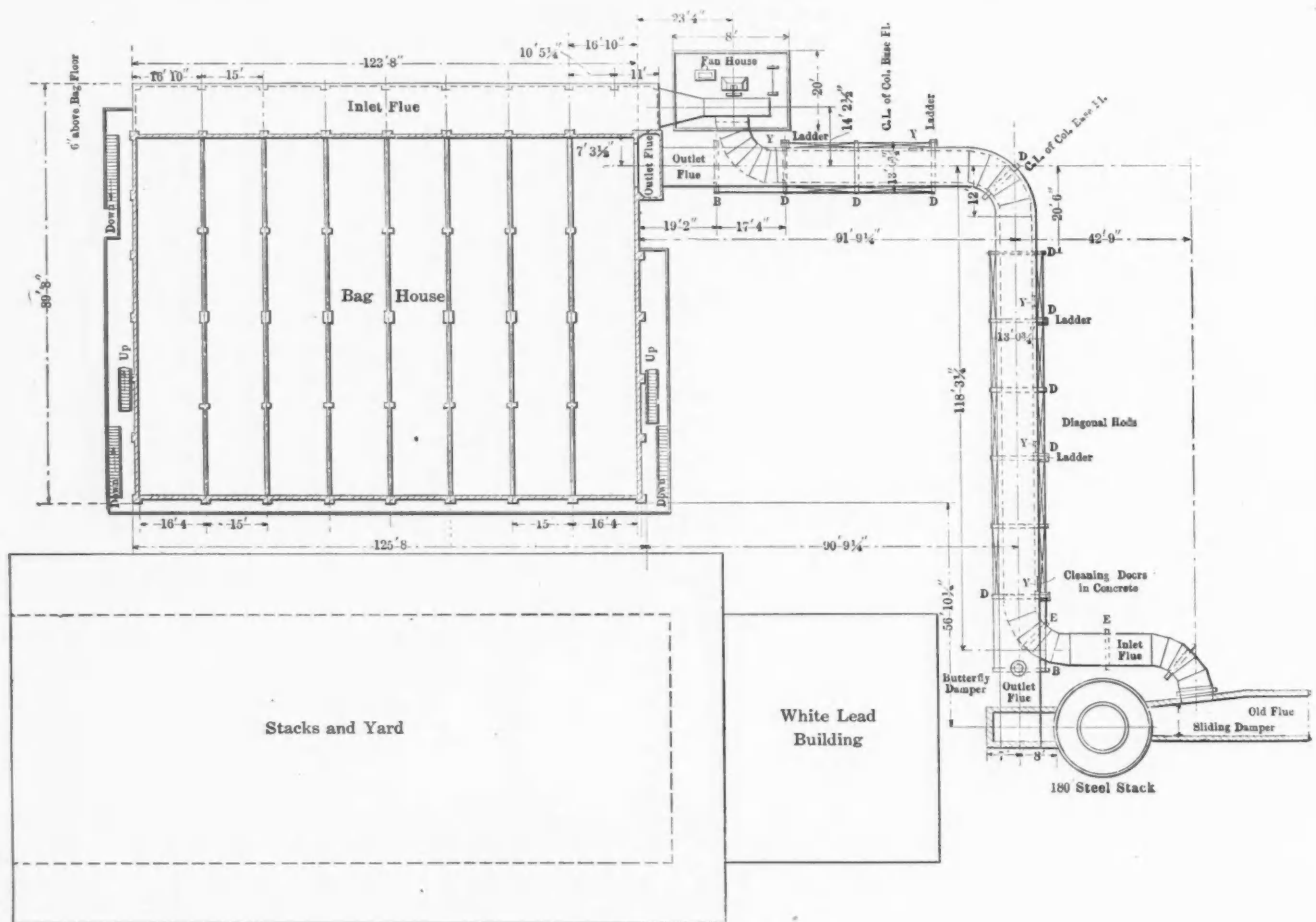 23′4″
8′
16′10″
10′5¼″
123′8″
16′10″
15′
11′
Fan House
20′
14′2½″
C.L. of Col. Base Fl.
Ladder
Ladder
6″ above Bag Floor
Inlet Flue
7′3½″
Outlet Flue
Outlet
Flue
Y
Y
D
C.L. of Col. Base Fl.
12′
20′6″
B
D
D
D
19′2″
17′4″
91′9¼″
42′9″
Down
89′8″
Bag House
Up
Up
D
Y
D
Ladder
13′0¾″
D
118′3¼″
Diagonal Rods
Y
D
Ladder
Down
Down
16′4
15′
15
16′4
125′8
90′9¼″
56′10¼″
Y
Cleaning Doors
in Concrete
D
E
E
Inlet
Flue
B
Butterfly
Damper
Outlet
Flue
Old Flue
Sliding Damper
8′
180 Steel Stack
Stacks and Yard
White Lead
Building